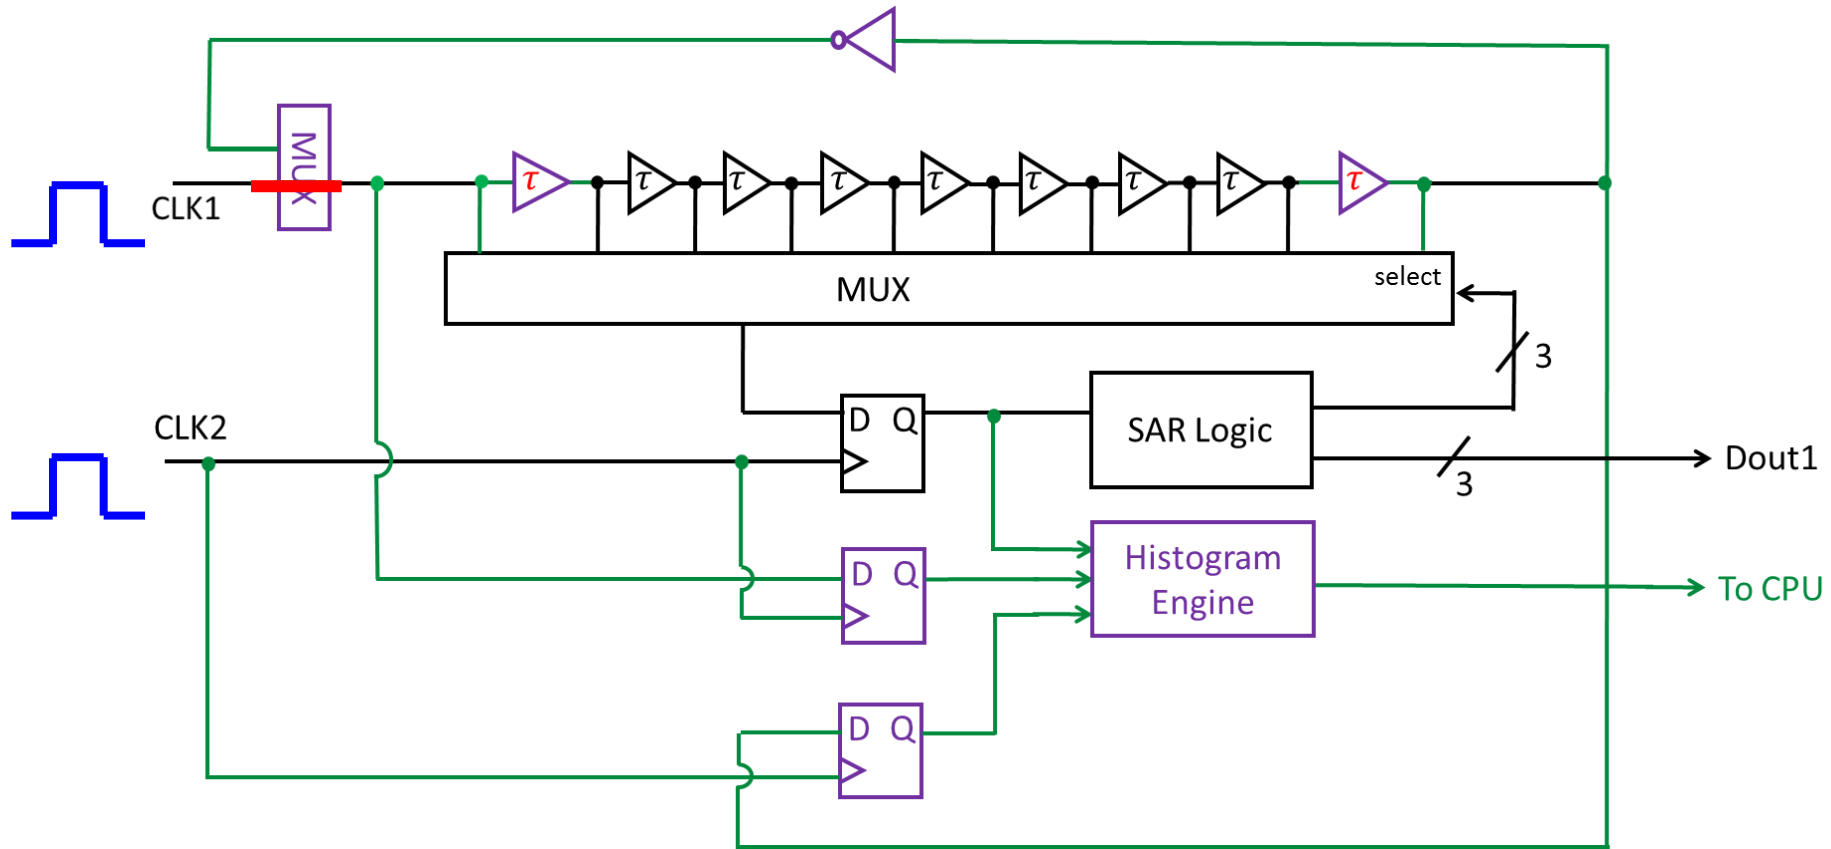 MUX
CLK1
τ τ τ τ τ τ τ τ τ
MUX
select
3
CLK2
D Q
SAR Logic
3
Dout1
D Q
Histogram
Engine
To CPU
D Q